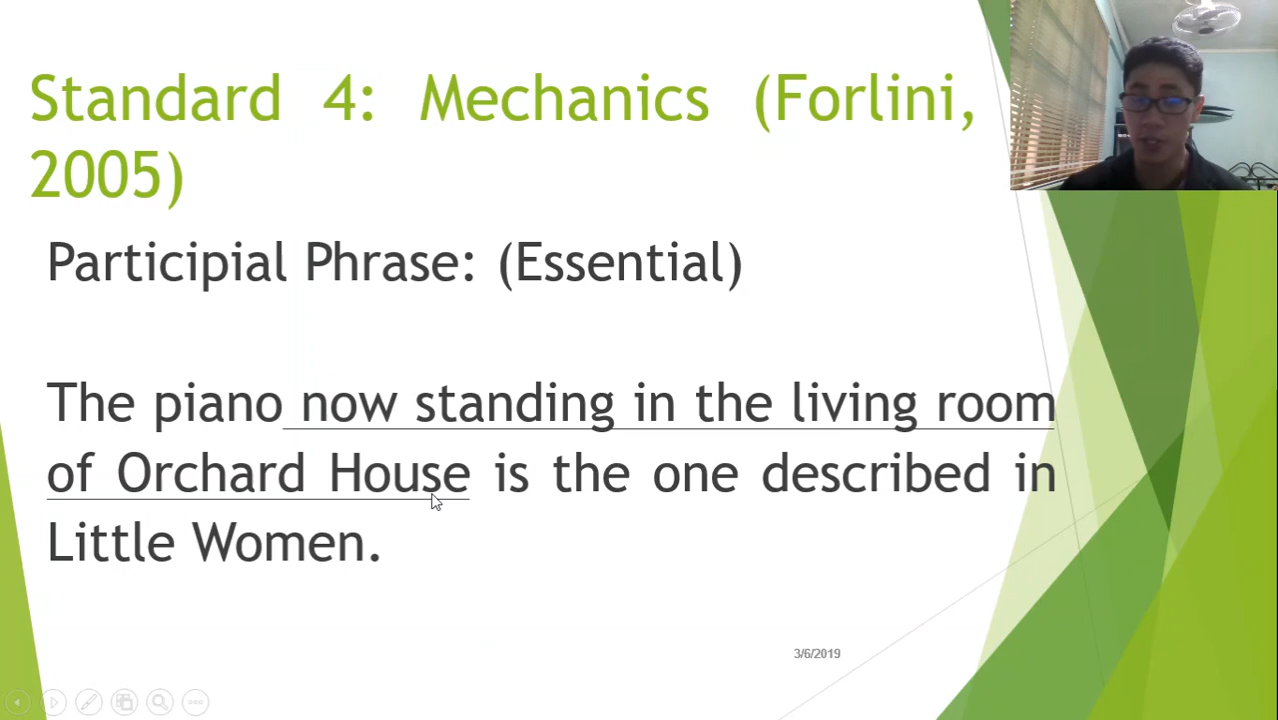 Standard 4: Mechanics (Forlini,
2005)
Participial Phrase: (Essential)
The piano now standing in the living room
of Orchard House is the one described in
Little Women.
3/6/2019